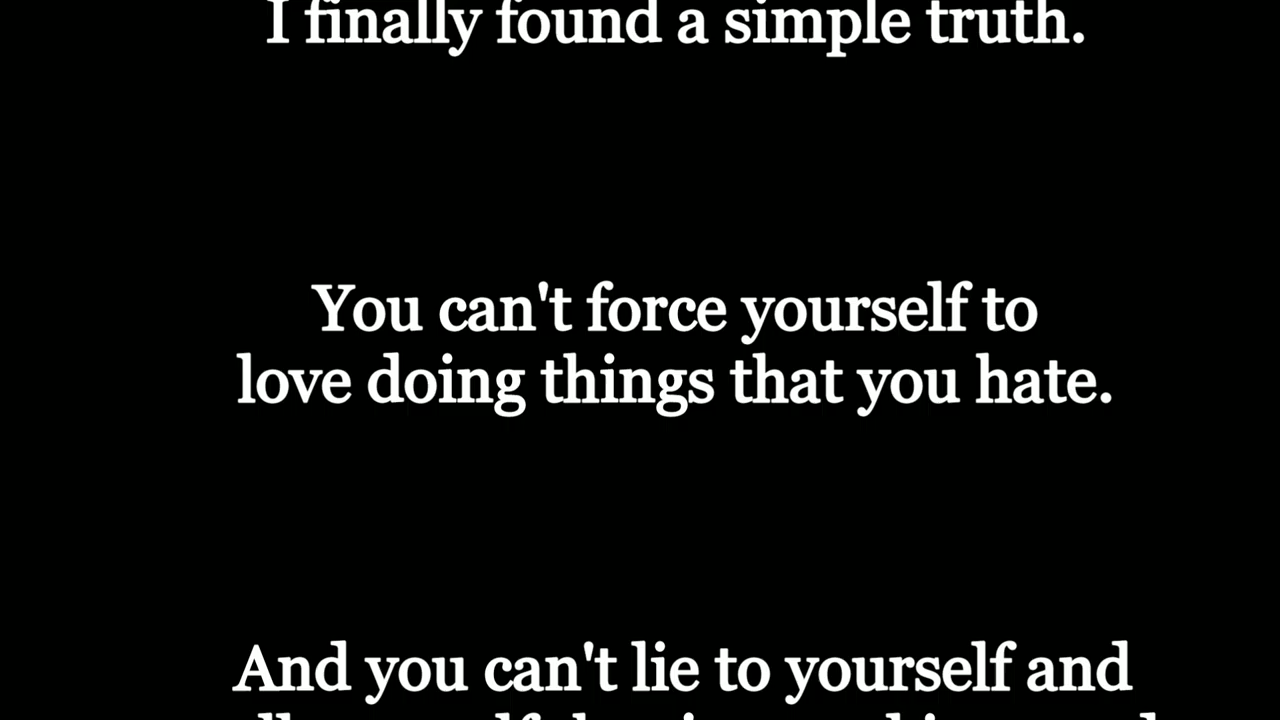 I finally found a simple truth.
You can't force yourself to
love doing things that you hate.
And you can't lie to yourself and